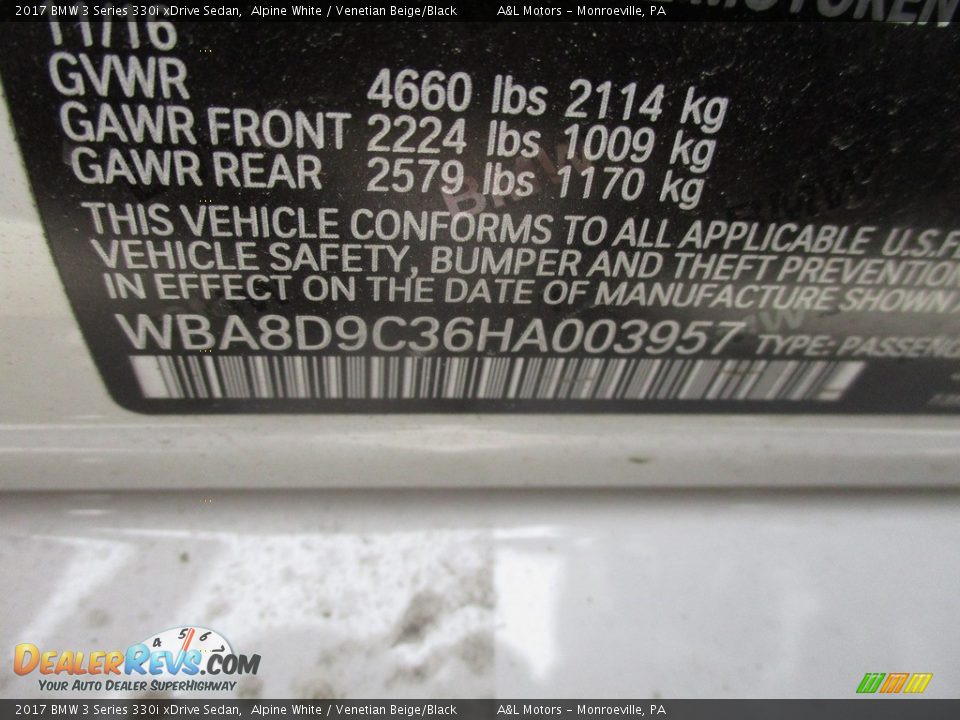 2017 BMW 3 Series 330i xDrive Sedan, Alpine White / Venetian Beige/Black A&L Motors - Monroeville, PA
11/16
GVWR 4660 lbs 2114 kg
GAWR FRONT 2224 lbs 1009 kg
GAWR REAR 2579 lbs 1170 kg
THIS VEHICLE CONFORMS TO ALL APPLICABLE U.S.FE
VEHICLE SAFETY, BUMPER AND THEFT PREVENTION
IN EFFECT ON THE DATE OF MANUFACTURE SHOWN
WBA8D9C36HA003957 TYPE: PASSENG
4 5 6
DEALERREVS.COM
YOUR AUTO DEALER SUPERHIGHWAY
2017 BMW 3 Series 330i xDrive Sedan, Alpine White / Venetian Beige/Black A&L Motors - Monroeville, PA